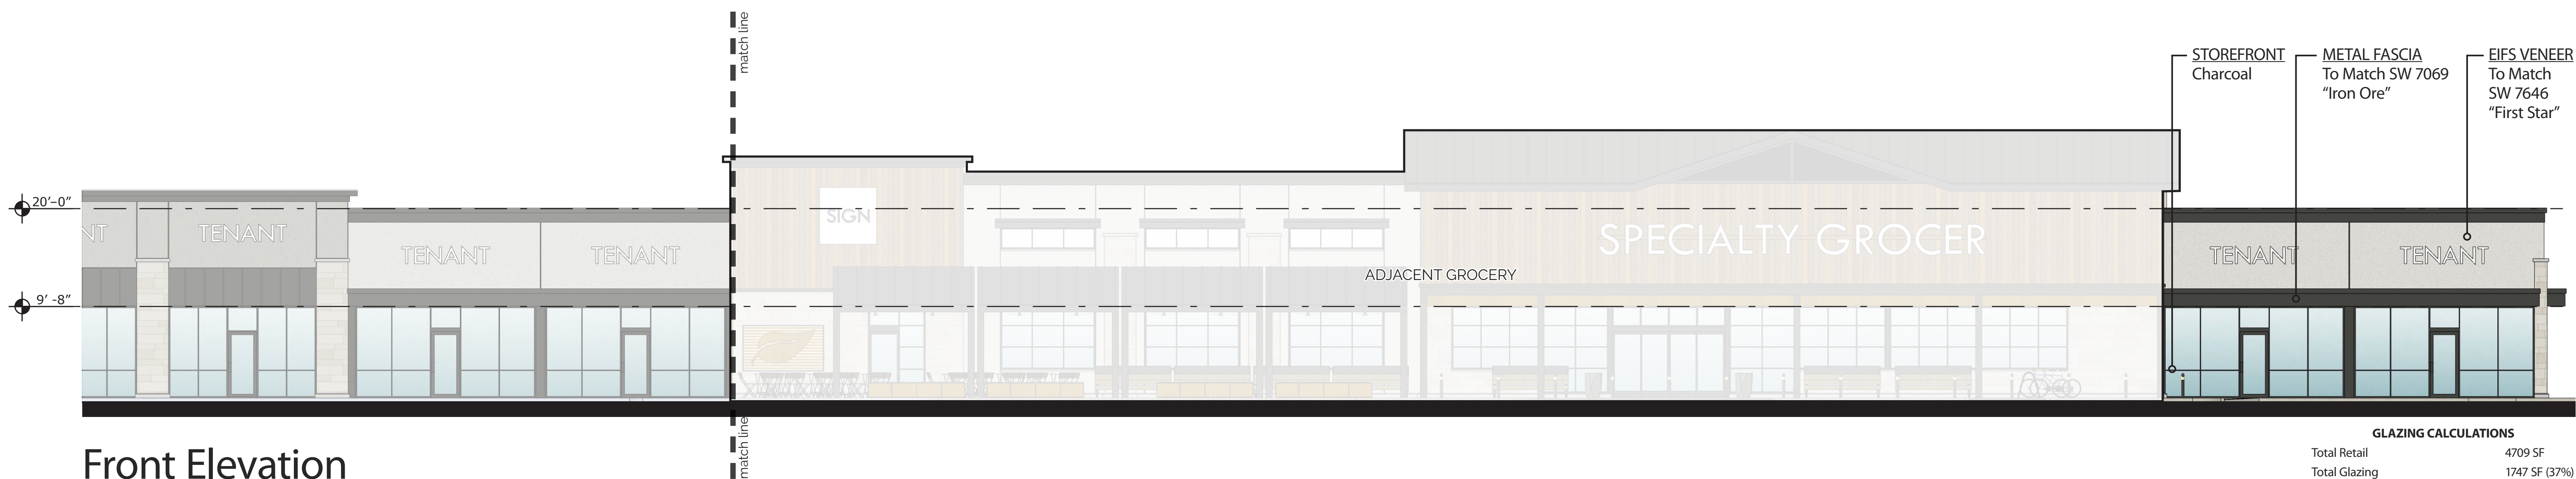 match line
STOREFRONT
Charcoal
METAL FASCIA
To Match SW 7069
“Iron Ore”
EIFS VENEER
To Match
SW 7646
“First Star”
20’–0”
NT
TENANT
TENANT
TENANT
SIGN
SPECIALTY GROCER
TENANT
TENANT
ADJACENT GROCERY
9’ -8”
match line
Front Elevation
GLAZING CALCULATIONS
Total Retail 4709 SF
Total Glazing 1747 SF (37%)